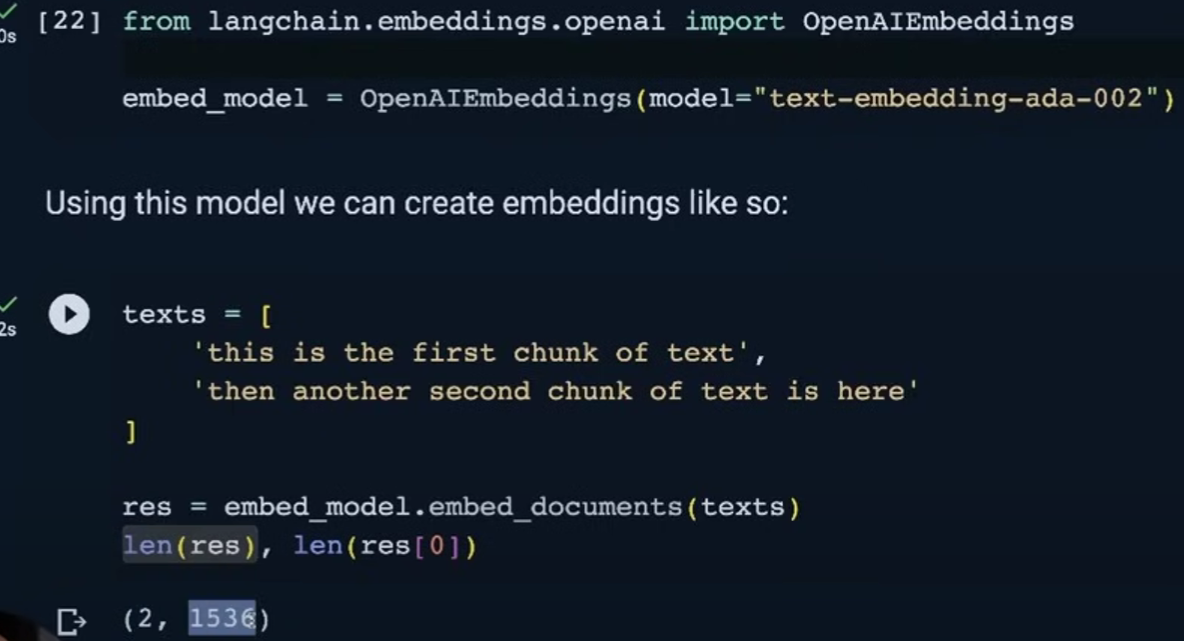 [22] from langchain.embeddings.openai import OpenAIEmbeddings
0s
embed_model = OpenAIEmbeddings(model="text-embedding-ada-002")
Using this model we can create embeddings like so:
texts = [
2s
'this is the first chunk of text',
'then another second chunk of text is here'
]
res = embed_model.embed_documents(texts)
len(res), len(res[0])
(2, 1536)